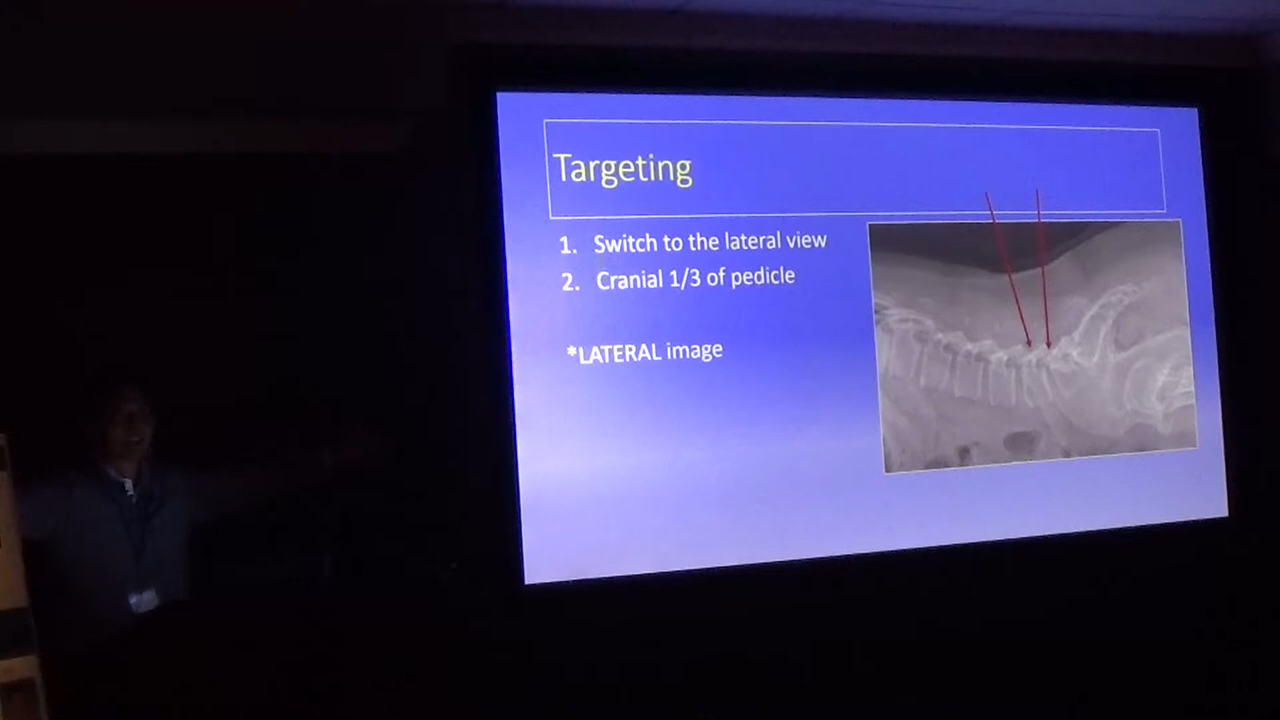 Targeting
1. Switch to the lateral view
2. Cranial 1/3 of pedicle
*LATERAL image